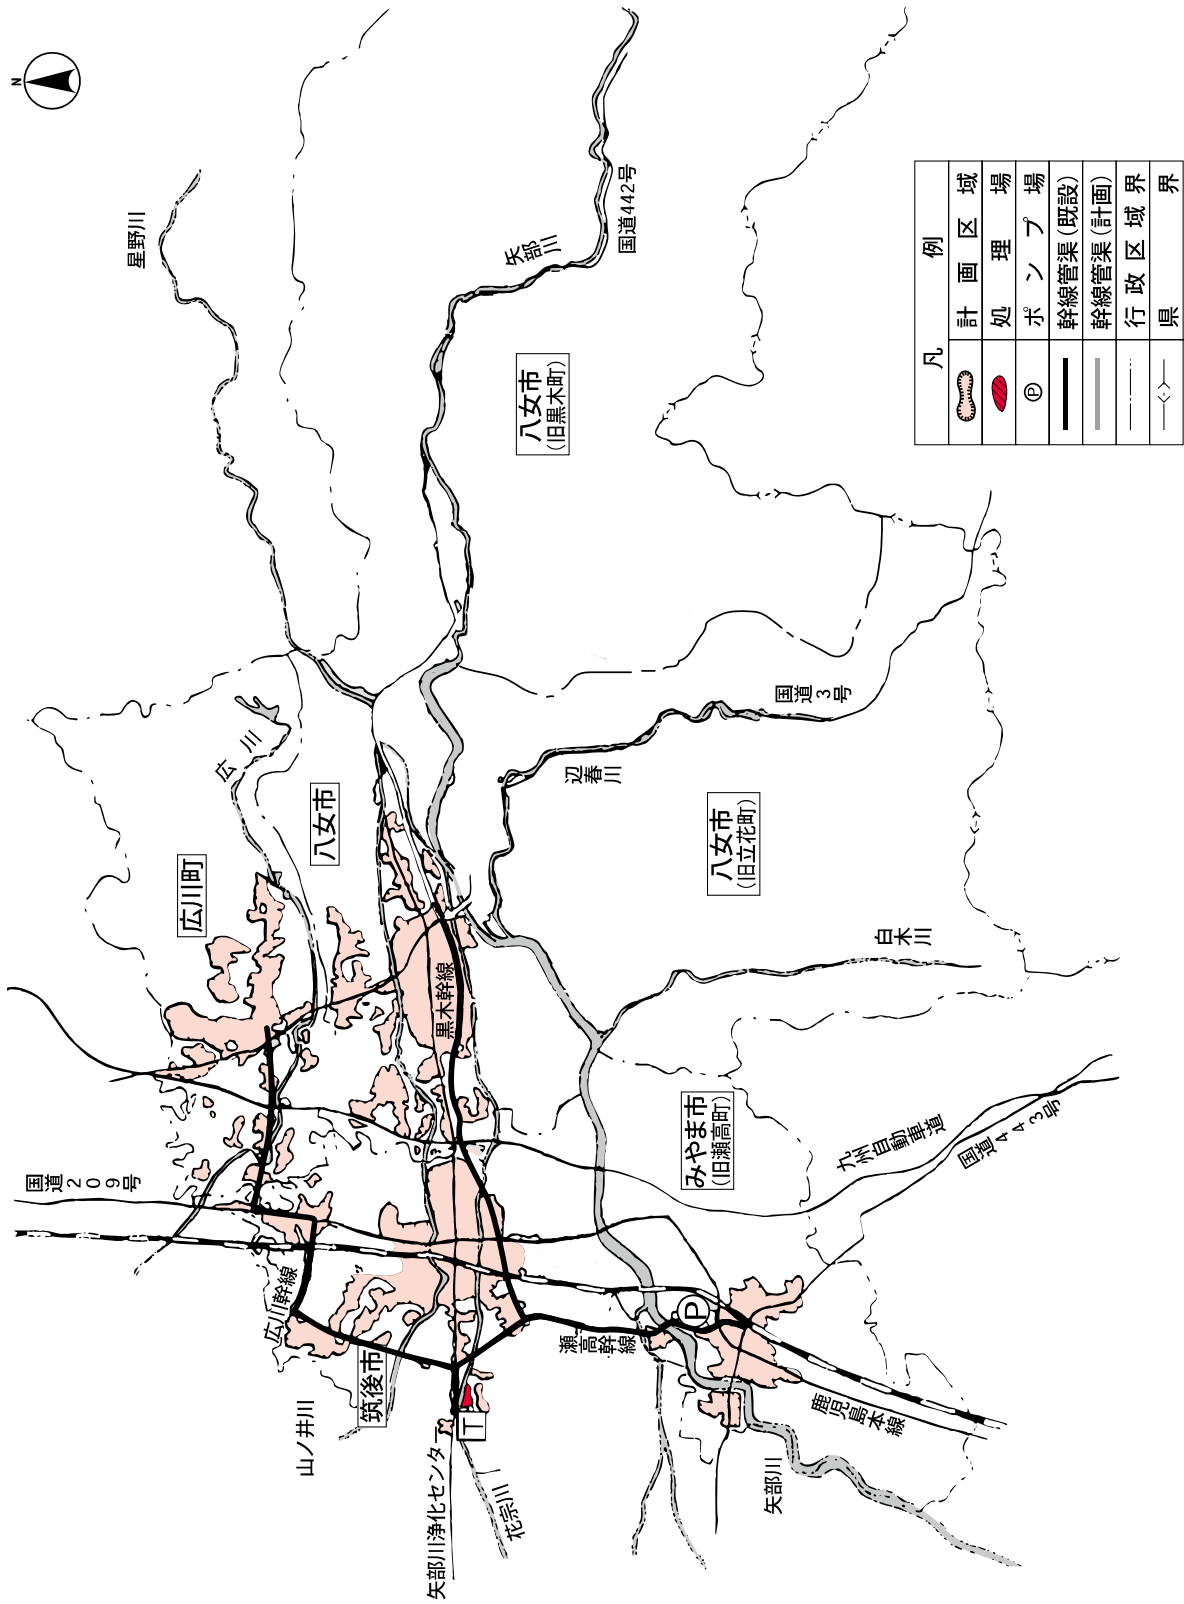 N
星野川
矢部川
国道442号
八女市
(旧黒木町)
広川
八女市
広川町
国道3号
辺春川
八女市
(旧立花町)
白木川
黒木幹線
みやま市
(旧瀬高町)
九州自動車道
国道443号
国道209号
広川幹線
筑後市
山ノ井川
矢部川浄化センター
T
花宗川
瀬高幹線
P
鹿児島本線
矢部川
凡例
計画区域
処理場
P ポンプ場
幹線管渠(既設)
幹線管渠(計画)
行政区域界
県界